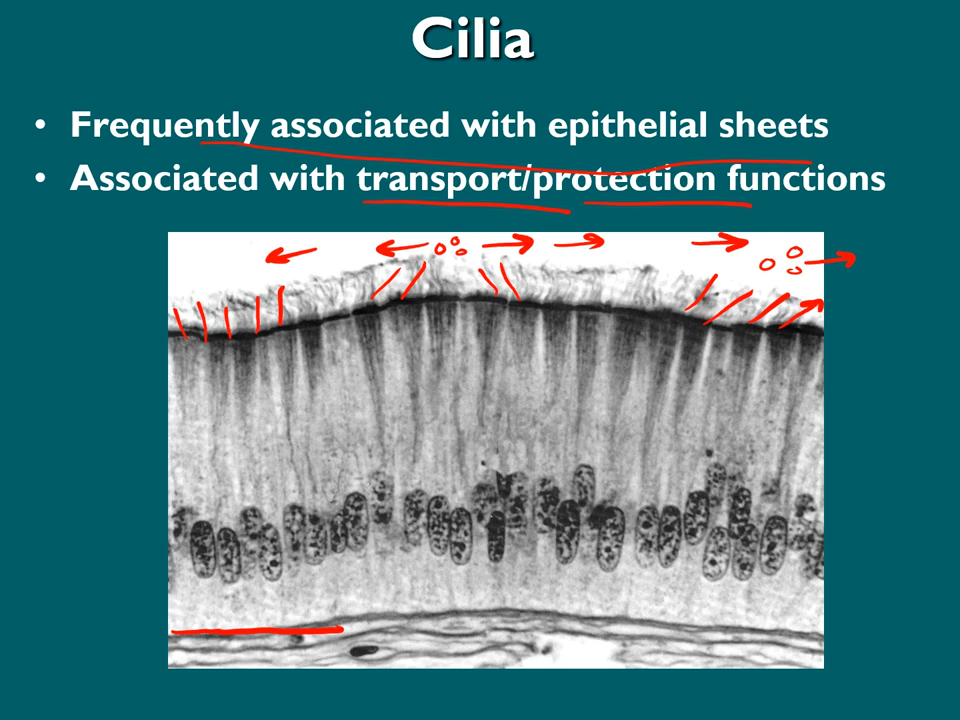 Cilia
• Frequently associated with epithelial sheets
• Associated with transport/protection functions